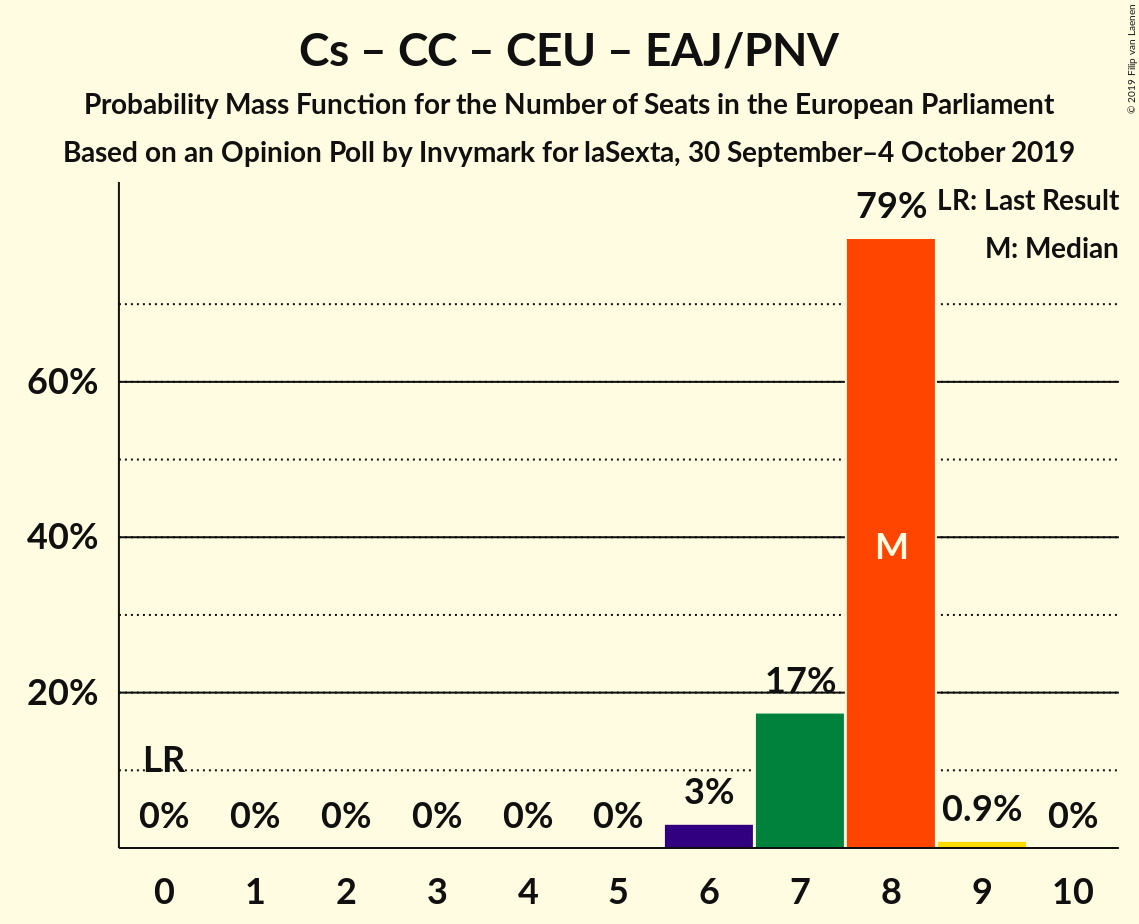 Cs – CC – CEU – EAJ/PNV
Probability Mass Function for the Number of Seats in the European Parliament
Based on an Opinion Poll by Invymark for laSexta, 30 September–4 October 2019
© 2019 Filip van Laenen
LR: Last Result
M: Median
79%
60%
40%
M
20%
17%
LR
0% 0% 0% 0% 0% 0% 3% 0.9% 0%
0 1 2 3 4 5 6 7 8 9 10